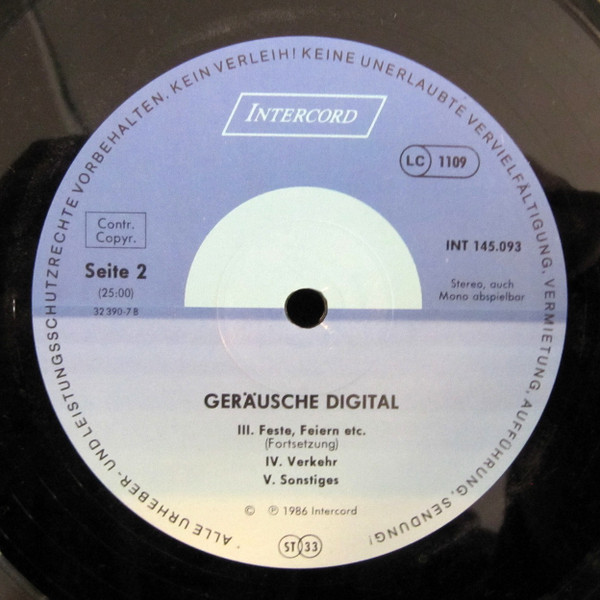 ALLE URHEBER- UND LEISTUNGSSCHUTZRECHTE VORBEHALTEN. KEIN VERLEIH! KEINE UNERLAUBTE VERVIELFÄLTIGUNG, VERMIETUNG, AUFFÜHRUNG, SENDUNG!
INTERCORD
LC 1109
Contr.
Copyr.
INT 145.093
Seite 2
(25:00)
32 390-7 B
Stereo, auch
Mono abspielbar
GERÄUSCHE DIGITAL
III. Feste, Feiern etc.
(Fortsetzung)
IV. Verkehr
V. Sonstiges
© ℗ 1986 Intercord
ST 33